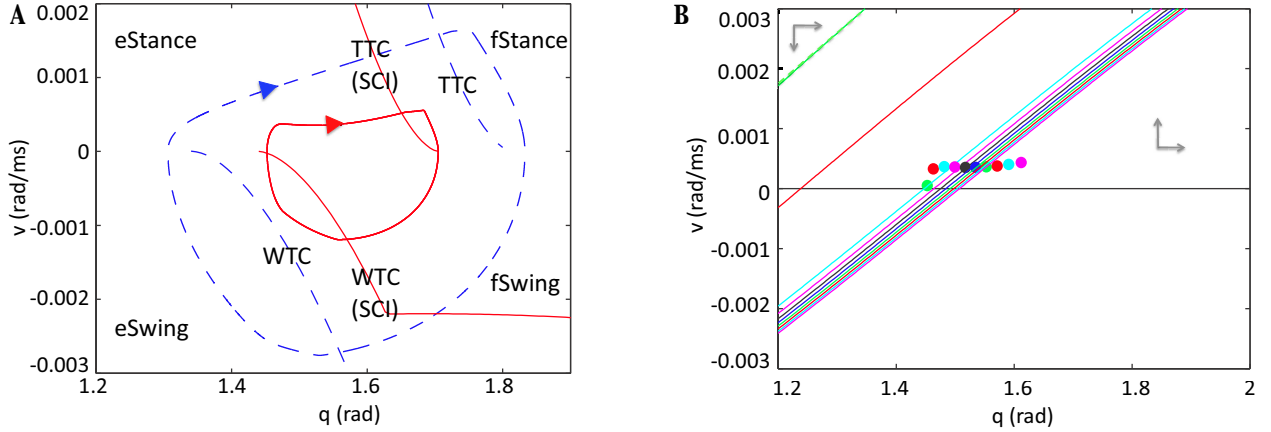 A
0.002
0.001
0
-0.001
-0.002
-0.003
v (rad/ms)
eStance
TTC
(SCI)
fStance
TTC
WTC
WTC
(SCI)
fSwing
eSwing
1.2
1.4
1.6
1.8
q (rad)
B
0.003
0.002
0.001
0
-0.001
-0.002
-0.003
v (rad/ms)
1.2
1.4
1.6
1.8
2
q (rad)